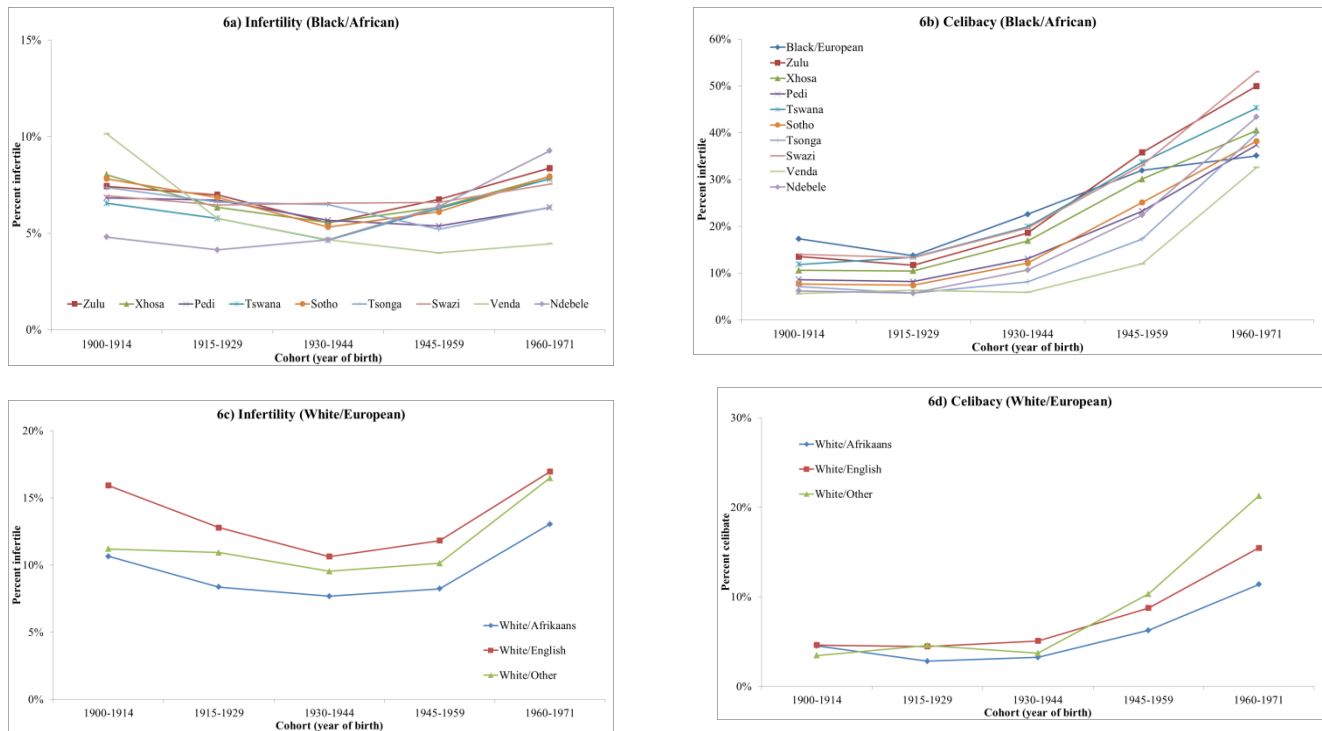 6a) Infertility (Black/African)
15%
10%
5%
0%
Percent infertile
Zulu Xhosa Pedi Tswana Sotho Tsonga Swazi Venda Ndebele
1900-1914 1915-1929 1930-1944 1945-1959 1960-1971
Cohort (year of birth)
6b) Celibacy (Black/African)
60%
50%
40%
30%
20%
10%
0%
Percent infertile
Black/European
Zulu
Xhosa
Pedi
Tswana
Sotho
Tsonga
Swazi
Venda
Ndebele
1900-1914 1915-1929 1930-1944 1945-1959 1960-1971
Cohort (year of birth)
6c) Infertility (White/European)
20%
15%
10%
5%
0%
Percent infertile
White/Afrikaans
White/English
White/Other
1900-1914 1915-1929 1930-1944 1945-1959 1960-1971
Cohort (year of birth)
6d) Celibacy (White/European)
30%
20%
10%
0%
Percent celibate
White/Afrikaans
White/English
White/Other
1900-1914 1915-1929 1930-1944 1945-1959 1960-1971
Cohort (year of birth)